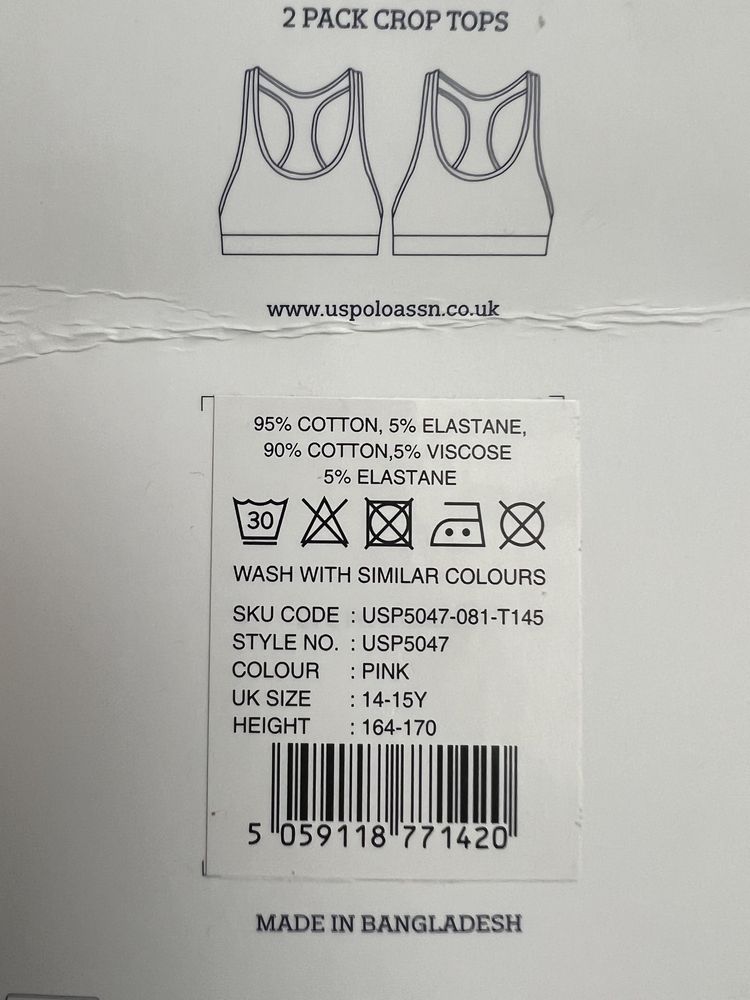 2 PACK CROP TOPS
www.uspoloassn.co.uk
95% COTTON, 5% ELASTANE,
90% COTTON,5% VISCOSE
5% ELASTANE
30
WASH WITH SIMILAR COLOURS
SKU CODE : USP5047-081-T145
STYLE NO. : USP5047
COLOUR : PINK
UK SIZE : 14-15Y
HEIGHT : 164-170
5 059118 771420
MADE IN BANGLADESH